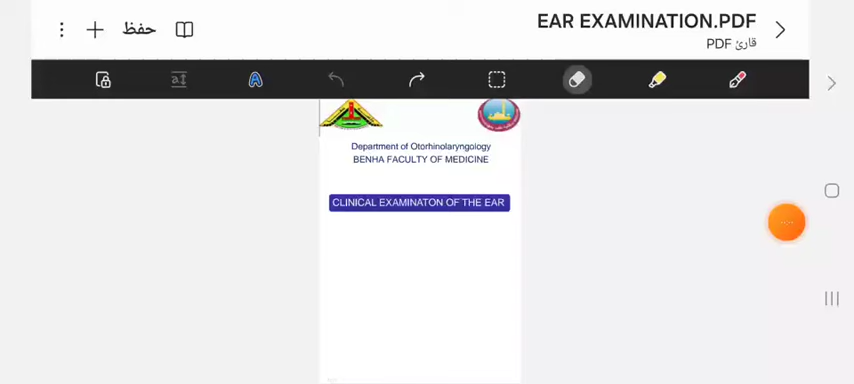 EAR EXAMINATION.PDF
قارئ PDF
حفظ
Department of Otorhinolaryngology
BENHA FACULTY OF MEDICINE
CLINICAL EXAMINATON OF THE EAR